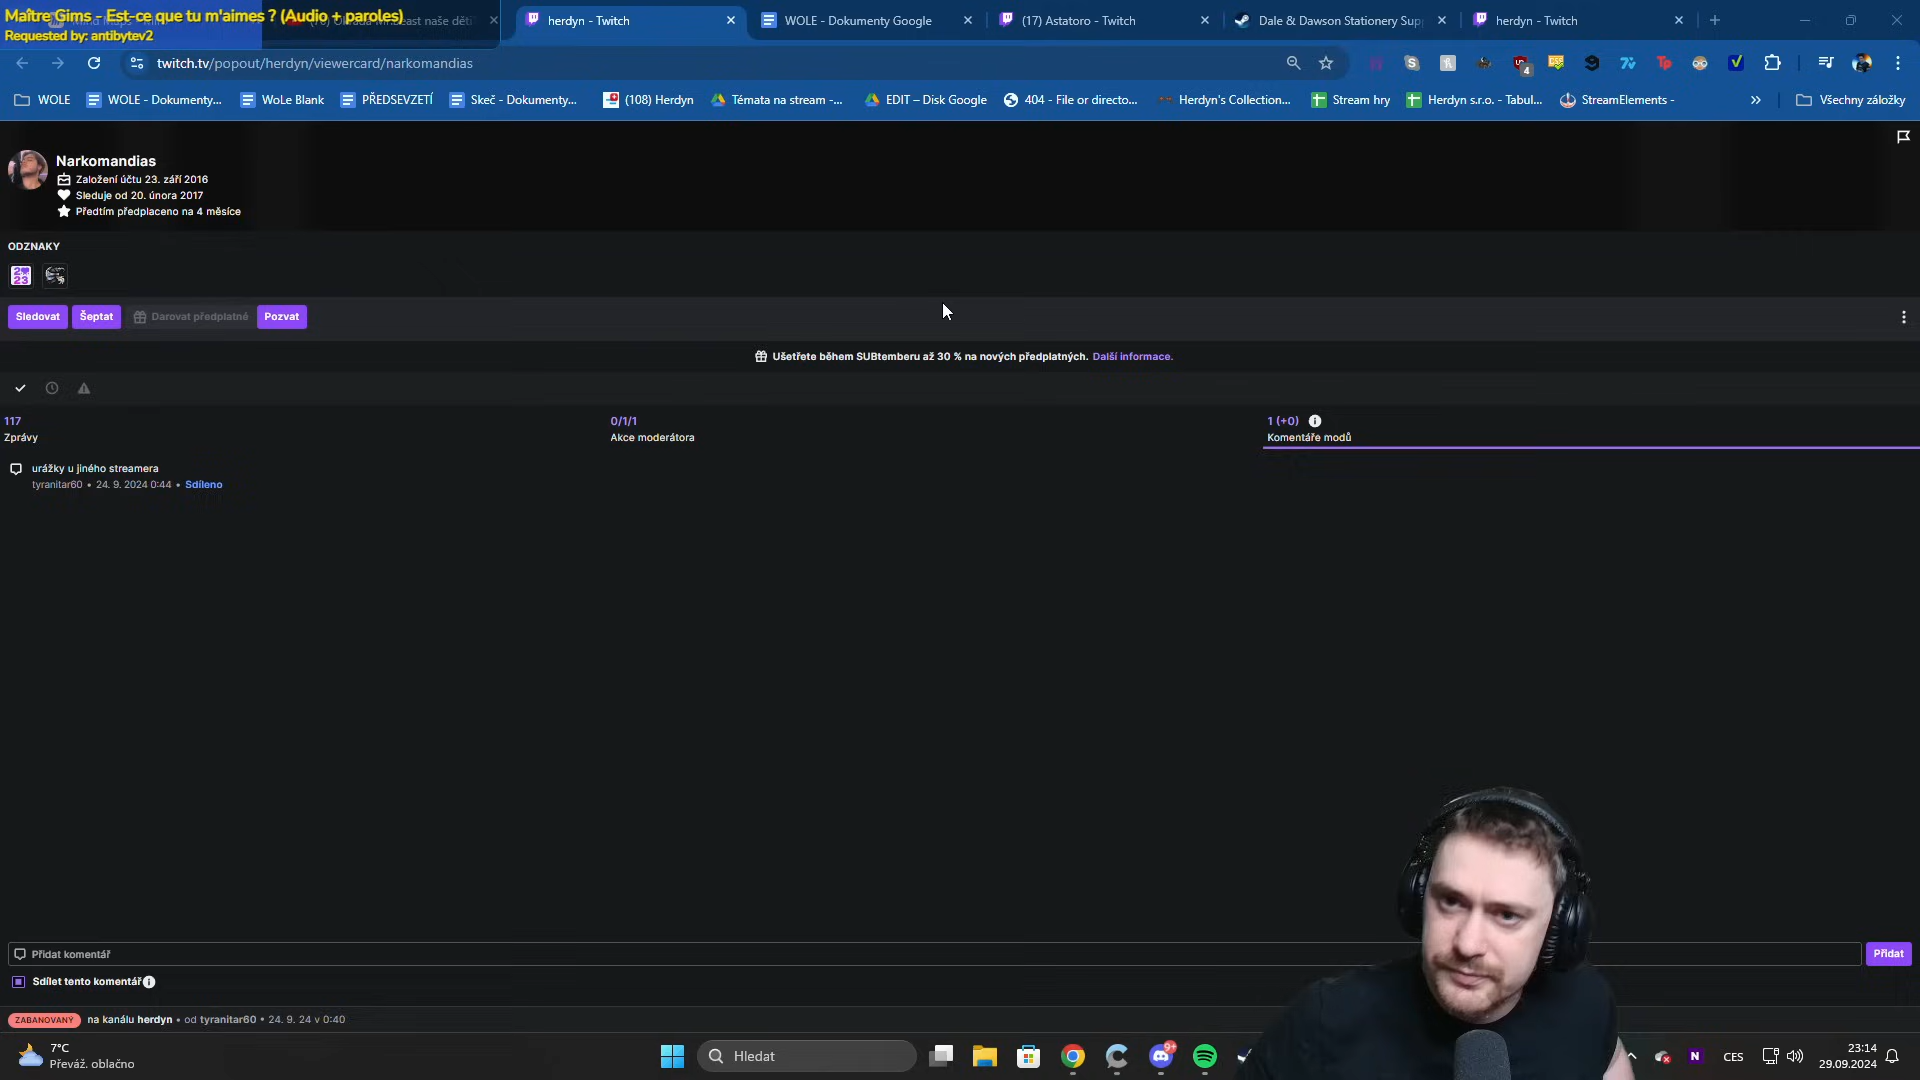 Maître Gims - Est-ce que tu m'aimes ? (Audio + paroles)
Requested by: antibytev2
herdyn - Twitch
WOLE - Dokumenty Google
(17) Astatoro - Twitch
Dale & Dawson Stationery Sup
herdyn - Twitch
twitch.tv/popout/herdyn/viewercard/narkomandias
4
WOLE
WOLE - Dokumenty...
WoLe Blank
PŘEDSEVZETÍ
Skeč - Dokumenty...
(108) Herdyn
Témata na stream -...
EDIT – Disk Google
404 - File or directo...
Herdyn's Collection...
Stream hry
Herdyn s.r.o. - Tabul...
StreamElements -
»
Všechny záložky
Narkomandias
Založení účtu 23. září 2016
Sleduje od 20. února 2017
Předtím předplaceno na 4 měsíce
ODZNAKY
Sledovat
Šeptat
Darovat předplatné
Pozvat
Ušetřete během SUBtemberu až 30 % na nových předplatných. Další informace.
117
Zprávy
0/1/1
Akce moderátora
1 (+0)
Komentáře modů
urážky u jiného streamera
tyranitar60 • 24. 9. 2024 0:44 • Sdíleno
Přidat komentář
Přidat
Sdílet tento komentář
ZABANOVANÝ na kanálu herdyn • od tyranitar60 • 24. 9. 24 v 0:40
7°C
Převáž. oblačno
Hledat
9+
CES
23:14
29.09.2024